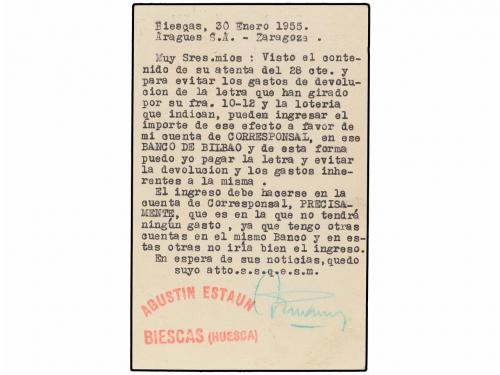 Biescas, 30 Enero 1955.
Aragues S.A. - Zaragoza .
Muy Sres.mios : Visto el conte-
nido de su atenta del 28 cte. y
para evitar los gastos de devolu-
cion de la letra que han girado
por su fra. 10-12 y la loteria
que indican, puedem ingresar el
importe de ese efecto a favor de
mi cuenta de CORRESPONSAL, en ese
BANCO DE BILBAO y de esta forma
puedo yo pagar la letra y evitar
la devolucion y los gastos inhe-
rentes a la misma .
El ingreso debe hacerse en la
cuenta de Corresponsal, PRECISA-
MENTE, que es en la que no tendrá
ningún gasto , ya que tengo otras
cuentas en el mismo Banco y en es-
tas otras no iría bien el ingreso.
En espera de sus noticias,quedo
suyo atto.s.s.q.e.s.m.
AGUSTIN ESTAUN
BIESCAS (HUESCA)